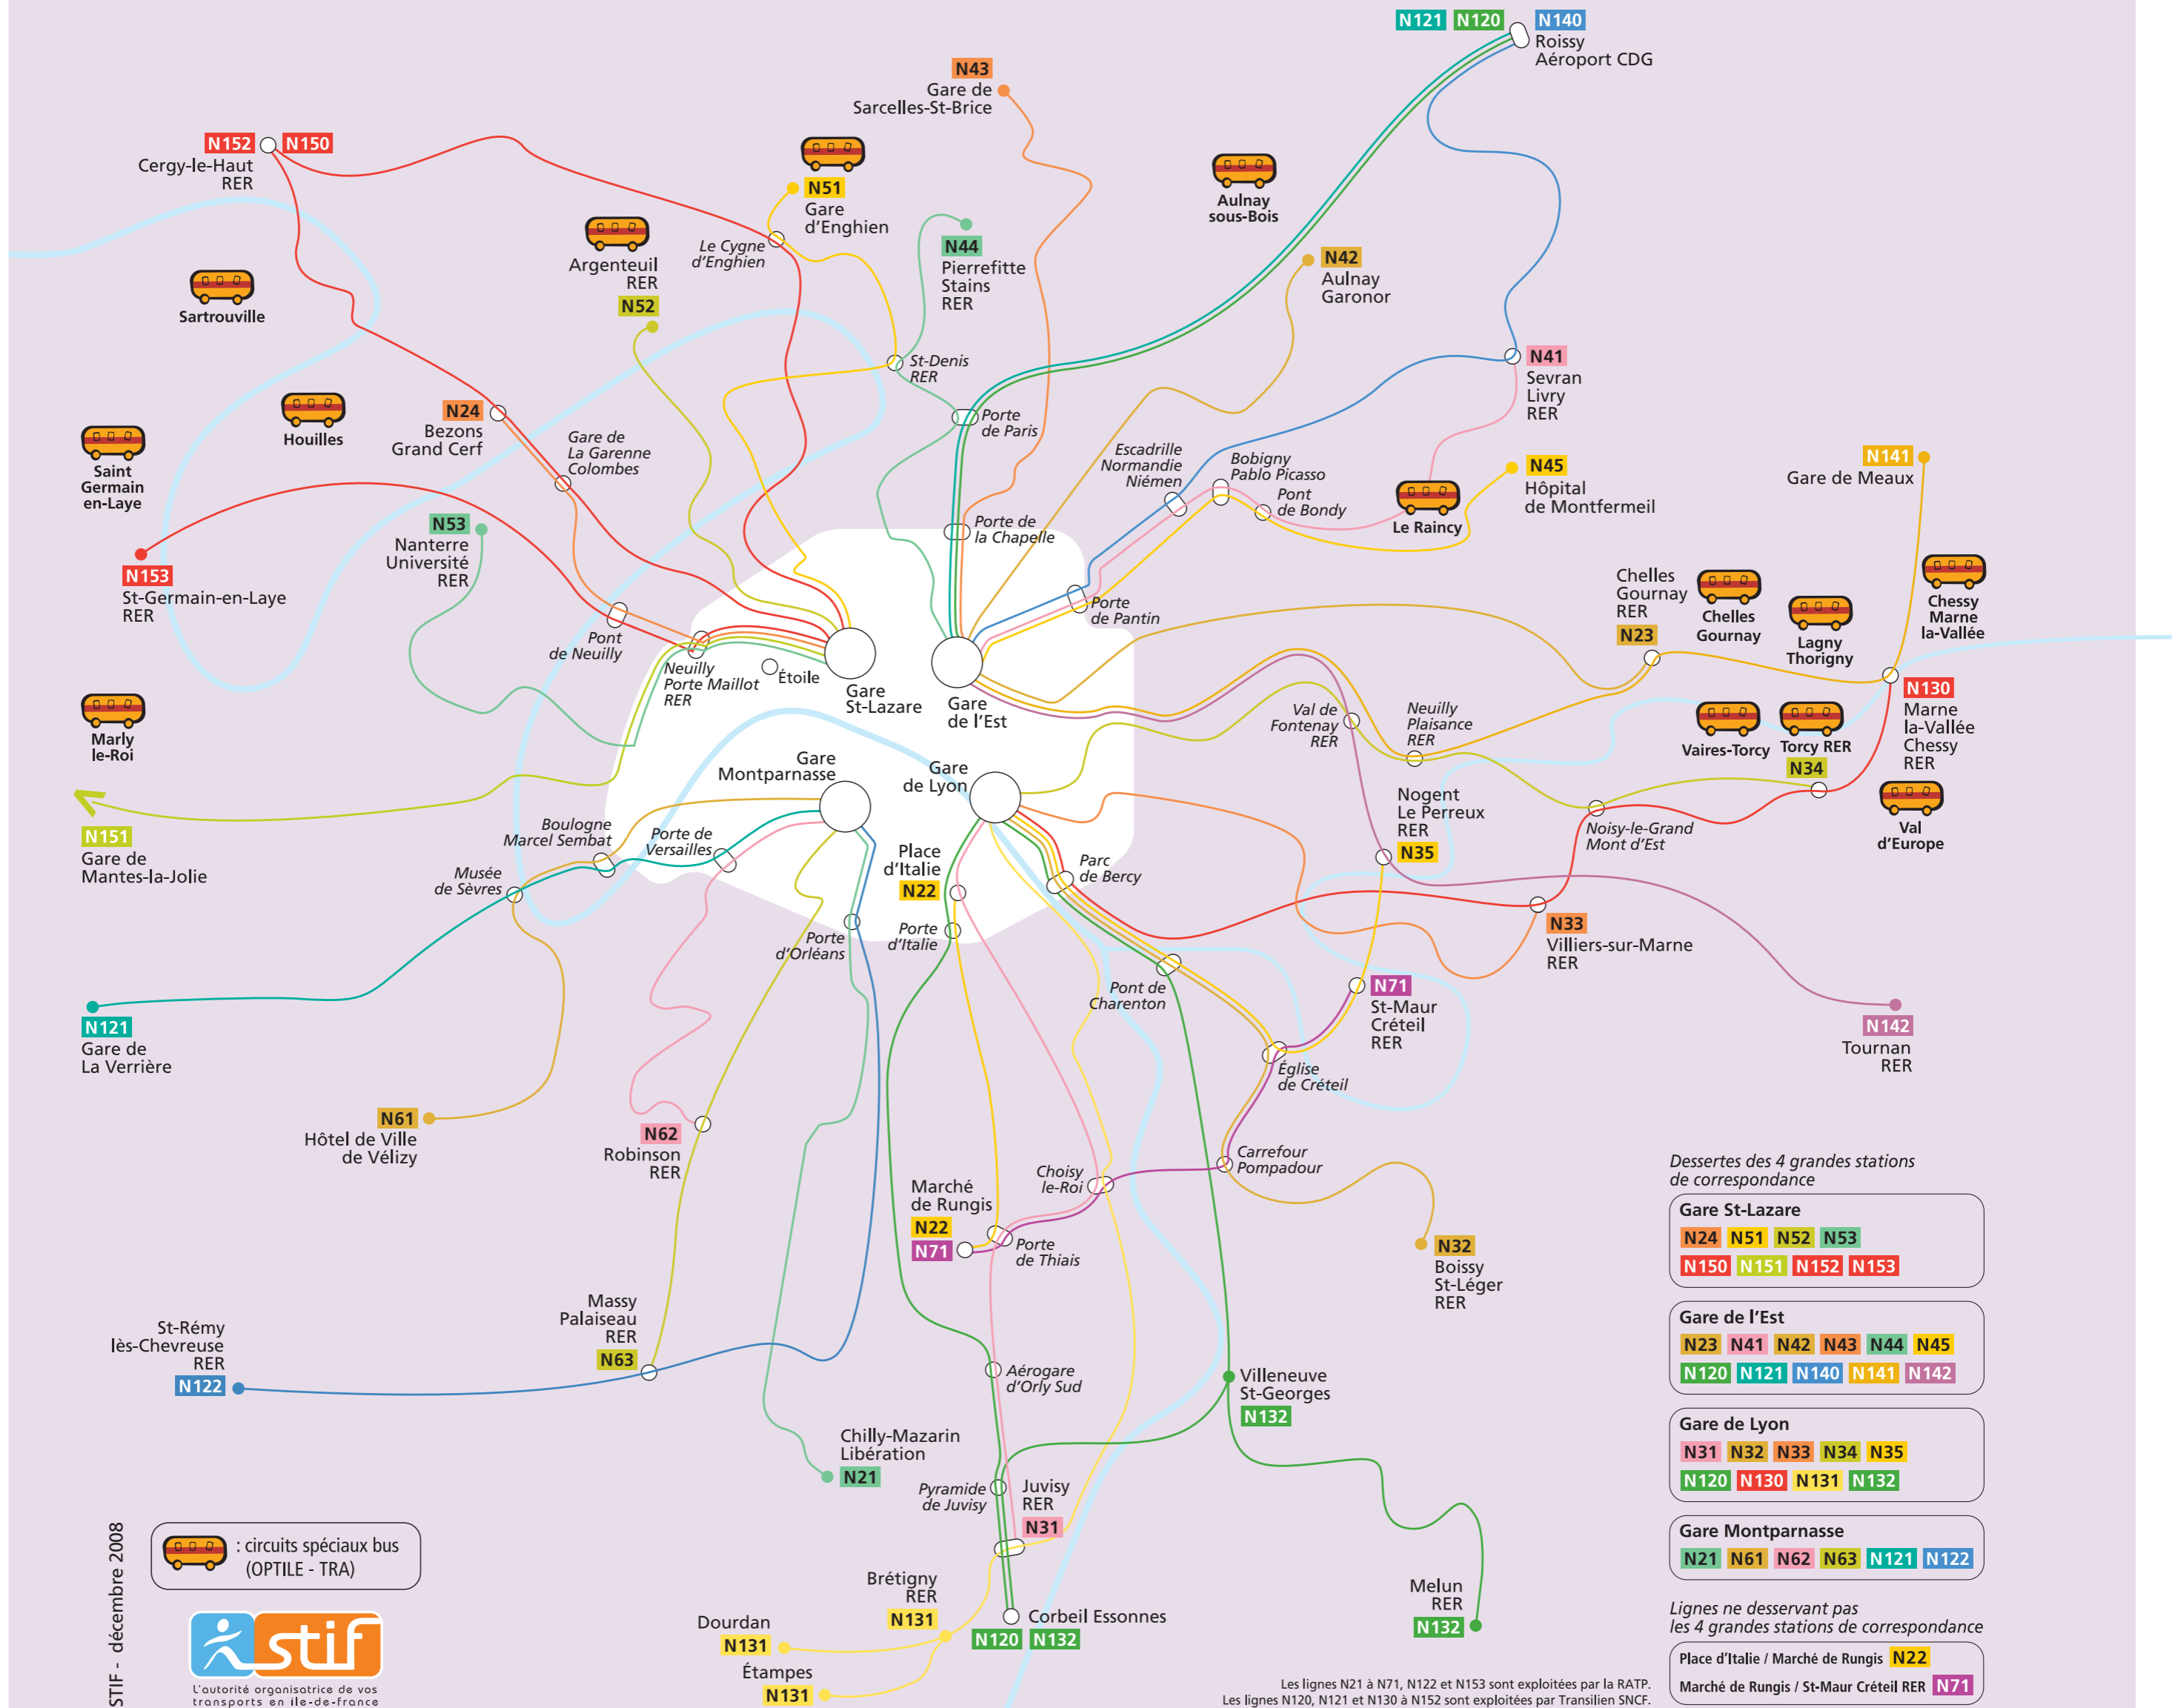 N121 N120 N140
Roissy
Aéroport CDG
N43
Gare de
Sarcelles-St-Brice
N152 N150
Cergy-le-Haut
RER
N51
Gare
d'Enghien
Le Cygne
d'Enghien
Argenteuil
RER
N52
N44
Pierrefitte
Stains
RER
Aulnay
sous-Bois
N42
Aulnay
Garonor
Sartrouville
St-Denis
RER
N41
Sevran
Livry
RER
Houilles
N24
Bezons
Grand Cerf
Gare de
La Garenne
Colombes
Porte
de Paris
Saint
Germain
en-Laye
Escadrille
Normandie
Niémen
Bobigny
Pablo Picasso
Pont
de Bondy
N45
Hôpital
de Montfermeil
Le Raincy
N141
Gare de Meaux
N53
Nanterre
Université
RER
Porte de
la Chapelle
N153
St-Germain-en-Laye
RER
Porte
de Pantin
Chelles
Gournay
RER
N23
Chelles
Gournay
Lagny
Thorigny
Chessy
Marne
la-Vallée
Pont
de Neuilly
Neuilly
Porte Maillot
RER
Étoile
Gare
St-Lazare
Gare
de l'Est
Marly
le-Roi
Val de
Fontenay
RER
Neuilly
Plaisance
RER
Vaires-Torcy
Torcy RER
N34
N130
Marne
la-Vallée
Chessy
RER
Gare
Montparnasse
Gare
de Lyon
N151
Gare de
Mantes-la-Jolie
Boulogne
Marcel Sembat
Porte de
Versailles
Musée
de Sèvres
Place
d'Italie
N22
Parc
de Bercy
Nogent
Le Perreux
RER
N35
Noisy-le-Grand
Mont d'Est
Val
d'Europe
Porte
d'Orléans
Porte
d'Italie
N33
Villiers-sur-Marne
RER
Pont de
Charenton
N71
St-Maur
Créteil
RER
N121
Gare de
La Verrière
N142
Tournan
RER
Église
de Créteil
N61
Hôtel de Ville
de Vélizy
N62
Robinson
RER
Carrefour
Pompadour
Choisy
le-Roi
Marché
de Rungis
N22
N71
Porte
de Thiais
N32
Boissy
St-Léger
RER
St-Rémy
lès-Chevreuse
RER
N122
Massy
Palaiseau
RER
N63
Aérogare
d'Orly Sud
Villeneuve
St-Georges
N132
Chilly-Mazarin
Libération
N21
Pyramide
de Juvisy
Juvisy
RER
N31
Brétigny
RER
N131
Dourdan
N131
Étampes
N131
Corbeil Essonnes
N120 N132
Melun
RER
N132
Dessertes des 4 grandes stations
de correspondance
Gare St-Lazare
N24 N51 N52 N53
N150 N151 N152 N153
Gare de l'Est
N23 N41 N42 N43 N44 N45
N120 N121 N140 N141 N142
Gare de Lyon
N31 N32 N33 N34 N35
N120 N130 N131 N132
Gare Montparnasse
N21 N61 N62 N63 N121 N122
Lignes ne desservant pas
les 4 grandes stations de correspondance
Place d'Italie / Marché de Rungis N22
Marché de Rungis / St-Maur Créteil RER N71
Les lignes N21 à N71, N122 et N153 sont exploitées par la RATP.
Les lignes N120, N121 et N130 à N152 sont exploitées par Transilien SNCF.
: circuits spéciaux bus
(OPTILE - TRA)
stif
L'autorité organisatrice de vos
transports en île-de-france
STIF - décembre 2008